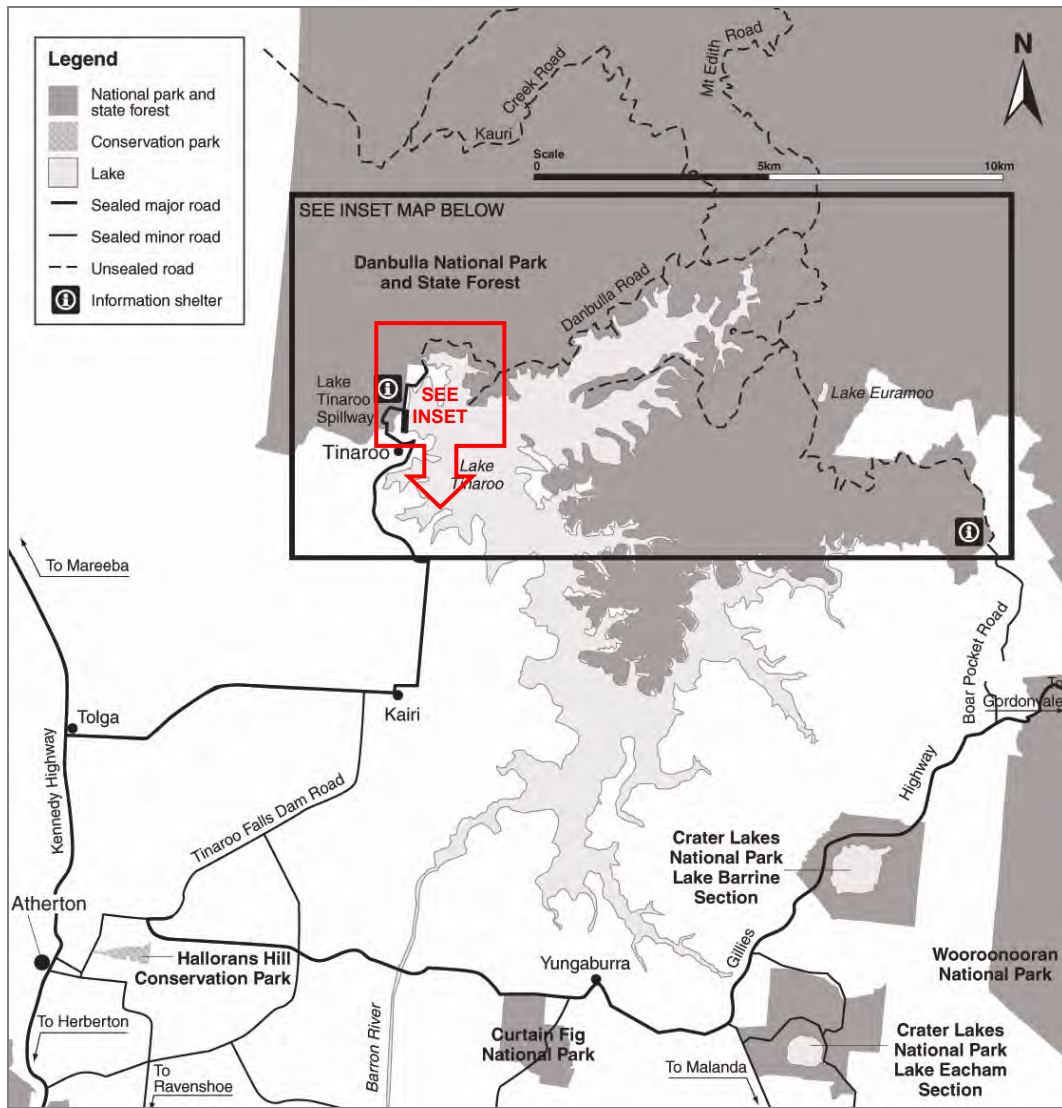 Legend
National park and
state forest
Conservation park
Lake
Sealed major road
Sealed minor road
Unsealed road
Information shelter
N
Mt Edith Road
Kauri Creek Road
Scale
0 5km 10km
SEE INSET MAP BELOW
Danbulla National Park
and State Forest
Danbulla Road
Lake
Tinaroo
Spillway
SEE
INSET
Lake Euramoo
Tinaroo
Lake
Tinaroo
To Mareeba
Boar Pocket Road
To
Gordonvale
Kairi
Tolga
Kennedy Highway
Tinaroo Falls Dam Road
Gillies Highway
Crater Lakes
National Park
Lake Barrine
Section
Atherton
Hallorans Hill
Conservation Park
Yungaburra
Wooroonooran
National Park
To Herberton
Barron River
Curtain Fig
National Park
Crater Lakes
National Park
Lake Eacham
Section
To
Ravenshoe
To Malanda